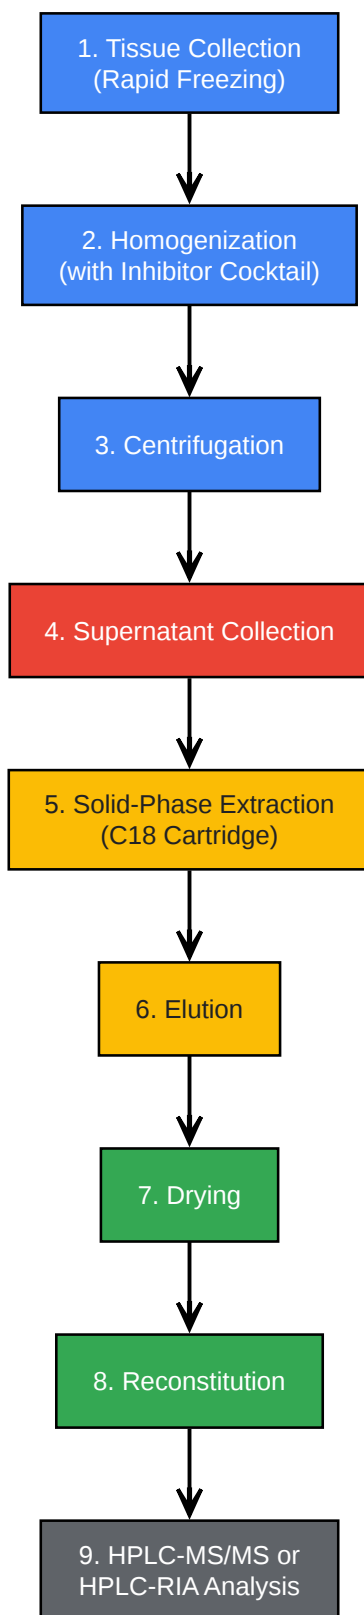 1. Tissue Collection
(Rapid Freezing)
2. Homogenization
(with Inhibitor Cocktail)
3. Centrifugation
4. Supernatant Collection
5. Solid-Phase Extraction
(C18 Cartridge)
6. Elution
7. Drying
8. Reconstitution
9. HPLC-MS/MS or
HPLC-RIA Analysis